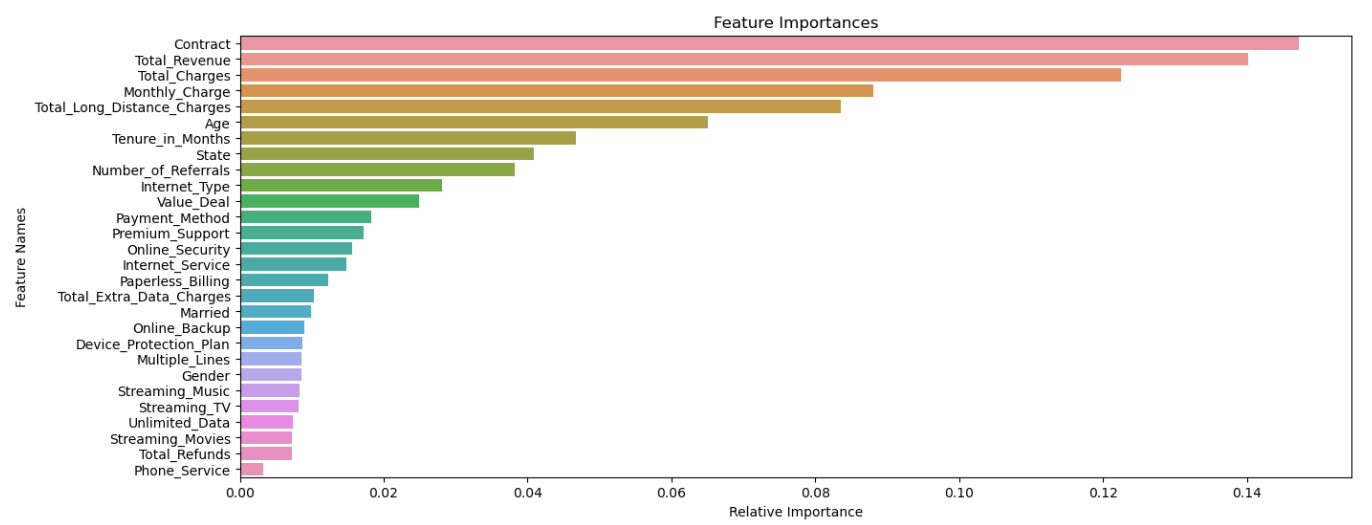 Feature Importances
Feature Names
Contract
Total_Revenue
Total_Charges
Monthly_Charge
Total_Long_Distance_Charges
Age
Tenure_in_Months
State
Number_of_Referrals
Internet_Type
Value_Deal
Payment_Method
Premium_Support
Online_Security
Internet_Service
Paperless_Billing
Total_Extra_Data_Charges
Married
Online_Backup
Device_Protection_Plan
Multiple_Lines
Gender
Streaming_Music
Streaming_TV
Unlimited_Data
Streaming_Movies
Total_Refunds
Phone_Service
0.00 0.02 0.04 0.06 0.08 0.10 0.12 0.14
Relative Importance